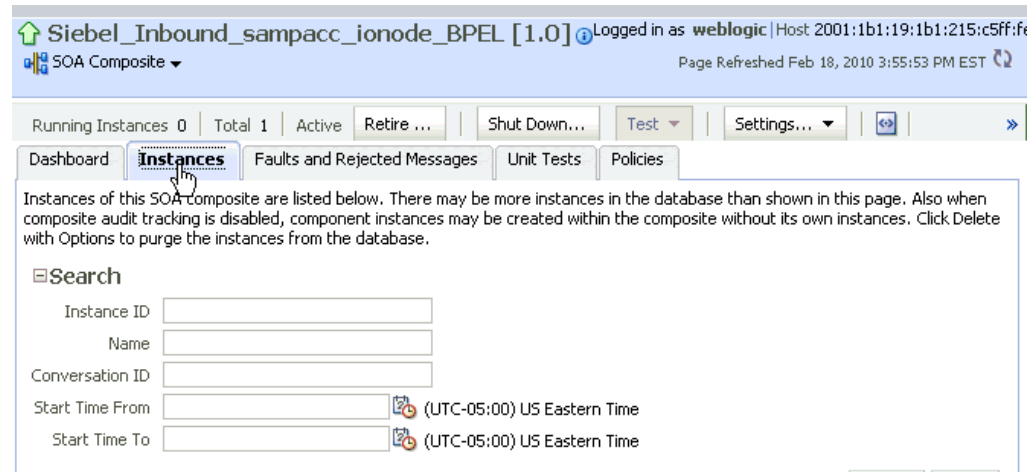 Siebel_Inbound_sampacc_ionode_BPEL [1.0] Logged in as weblogic|Host 2001:1b1:19:1b1:215:c5ff:fe
SOA Composite Page Refreshed Feb 18, 2010 3:55:53 PM EST
Running Instances 0 Total 1 Active Retire ... Shut Down... Test Settings...
Dashboard Instances Faults and Rejected Messages Unit Tests Policies
Instances of this SOA composite are listed below. There may be more instances in the database than shown in this page. Also when
composite audit tracking is disabled, component instances may be created within the composite without its own instances. Click Delete
with Options to purge the instances from the database.
Search
Instance ID
Name
Conversation ID
Start Time From (UTC-05:00) US Eastern Time
Start Time To (UTC-05:00) US Eastern Time